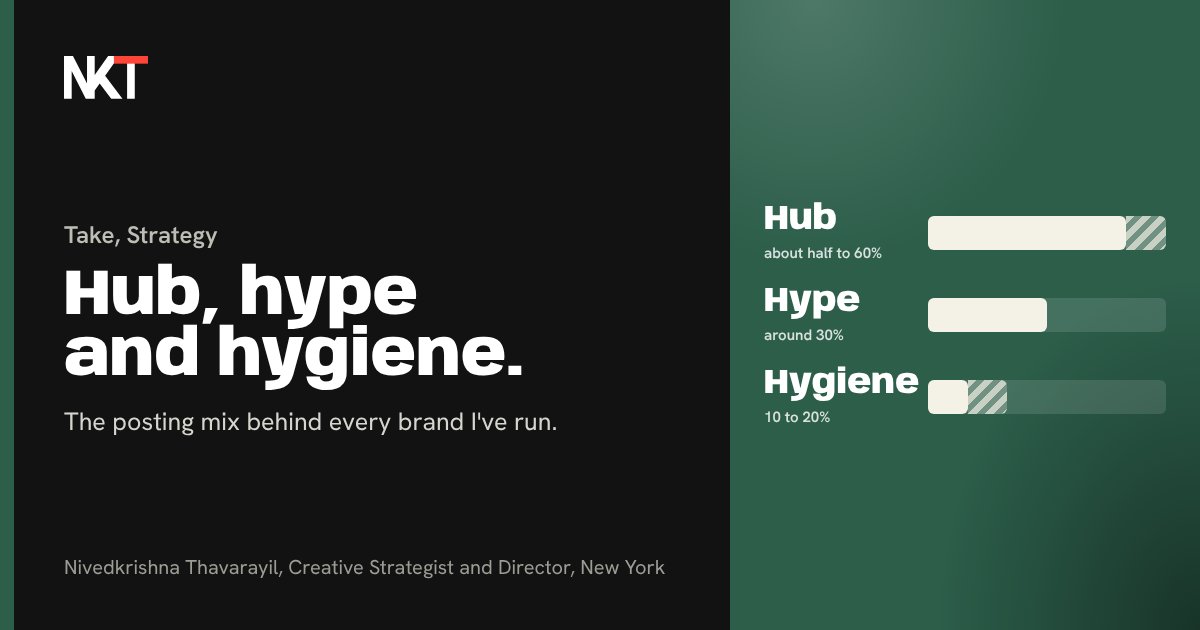 NKT
Take, Strategy
Hub, hype
and hygiene.
The posting mix behind every brand I've run.
Nivedkrishna Thavarayil, Creative Strategist and Director, New York
Hub
about half to 60%
Hype
around 30%
Hygiene
10 to 20%